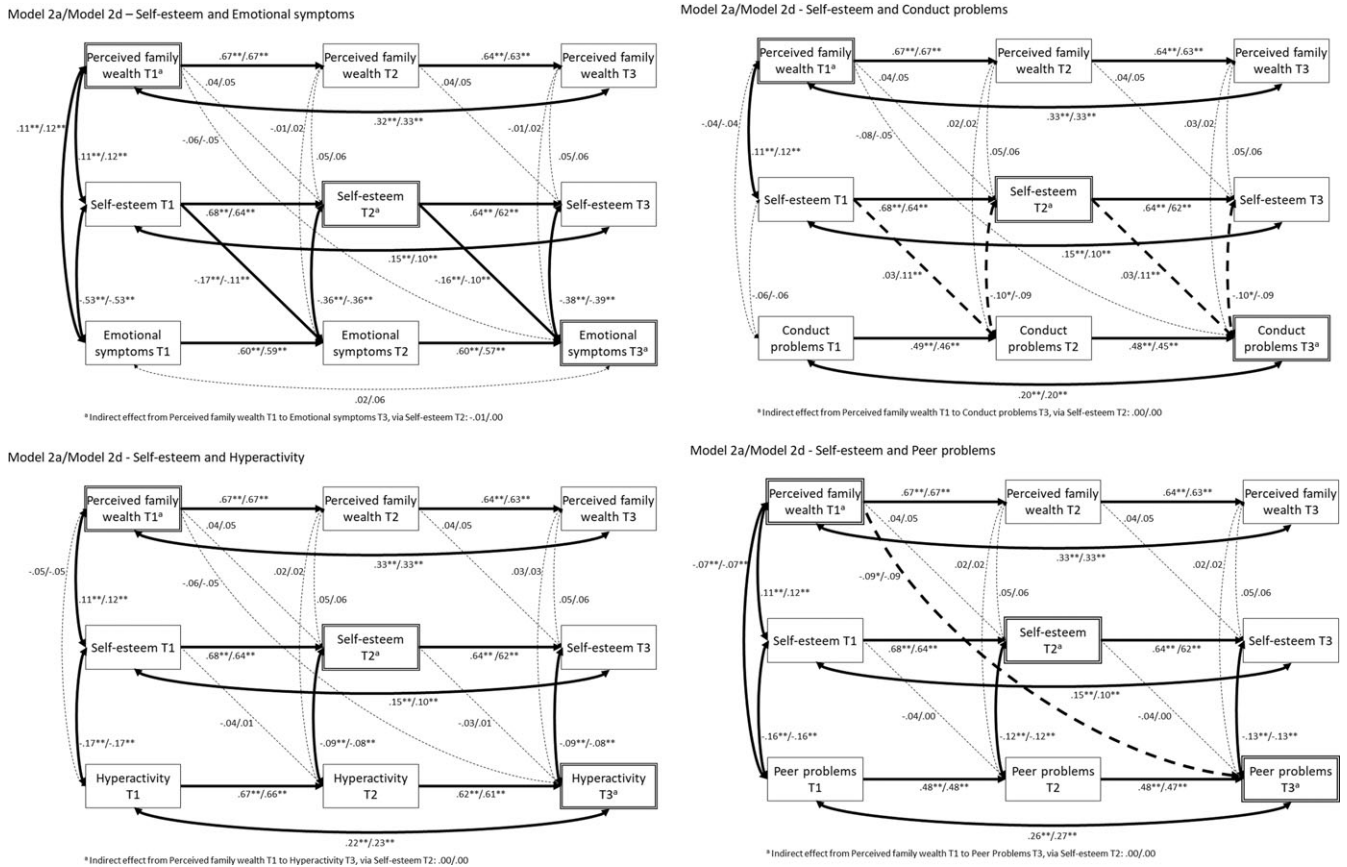 Model 2a/Model 2d – Self-esteem and Emotional symptoms
Perceived family
wealth T1ª
.67**/.67**
Perceived family
wealth T2
.64**/.63**
Perceived family
wealth T3
.04/.05
.04/.05
.32**/.33**
.11**/.12**
-.01/.02
-.01/.02
-.06/-.05
.11**/.12**
.05/.06
.05/.06
Self-esteem T1
Self-esteem
T2ª
Self-esteem T3
.68**/.64**
.64**/62**
.15**/.10**
-.17**/-.11**
-.16**/-.10**
-.53**/-.53**
-.36**/-.36**
-.38**/-.39**
Emotional
symptoms T1
Emotional
symptoms T2
Emotional
symptoms T3ª
.60**/.59**
.60**/.57**
.02/.06
ª Indirect effect from Perceived family wealth T1 to Emotional symptoms T3, via Self-esteem T2: -.01/.00
Model 2a/Model 2d - Self-esteem and Conduct problems
Perceived family
wealth T1ª
.67**/.67**
Perceived family
wealth T2
.64**/.63**
Perceived family
wealth T3
.04/.05
.04/.05
.33**/.33**
-.04/-.04
.02/.02
.03/.02
-.08/-.05
.11**/.12**
.05/.06
.05/.06
Self-esteem T1
Self-esteem
T2ª
Self-esteem T3
.68**/.64**
.64**/62**
.15**/.10**
.03/.11**
.03/.11**
-.06/-.06
-.10*/-.09
-.10*/-.09
Conduct
problems T1
Conduct
problems T2
Conduct
problems T3ª
.49**/.46**
.48**/.45**
.20**/.20**
ª Indirect effect from Perceived family wealth T1 to Conduct problems T3, via Self-esteem T2: .00/.00
Model 2a/Model 2d - Self-esteem and Hyperactivity
Perceived family
wealth T1ª
.67**/.67**
Perceived family
wealth T2
.64**/.63**
Perceived family
wealth T3
.04/.05
.04/.05
.33**/.33**
-.05/-.05
.02/.02
.03/.03
-.06/-.05
.11**/.12**
.05/.06
.05/.06
Self-esteem T1
Self-esteem
T2ª
Self-esteem T3
.68**/.64**
.64**/62**
.15**/.10**
-.04/.01
-.03/.01
-.17**/-.17**
-.09**/-.08**
-.09**/-.08**
Hyperactivity
T1
Hyperactivity
T2
Hyperactivity
T3ª
.67**/.66**
.62**/.61**
.22**/.23**
ª Indirect effect from Perceived family wealth T1 to Hyperactivity T3, via Self-esteem T2: .00/.00
Model 2a/Model 2d - Self-esteem and Peer problems
Perceived family
wealth T1ª
.67**/.67**
Perceived family
wealth T2
.64**/.63**
Perceived family
wealth T3
.04/.05
.04/.05
.33**/.33**
-.07**/-.07**
.02/.02
.02/.02
-.09*/-.09
.11**/.12**
.05/.06
.05/.06
Self-esteem T1
Self-esteem
T2ª
Self-esteem T3
.68**/.64**
.64**/62**
.15**/.10**
-.04/.00
-.04/.00
-.16**/-.16**
-.12**/-.12**
-.13**/-.13**
Peer problems
T1
Peer problems
T2
Peer problems
T3ª
.48**/.48**
.48**/.47**
.26**/.27**
ª Indirect effect from Perceived family wealth T1 to Peer Problems T3, via Self-esteem T2: .00/.00